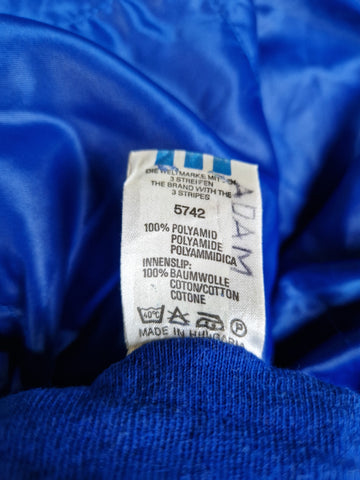 DIE WELTMARKE MIT DEN
3 STREIFEN
THE BRAND WITH THE
3 STRIPES
5742
100% POLYAMID
POLYAMIDE
POLYAMMIDICA
INNENSLIP:
100% BAUMWOLLE
COTON/COTTON
COTONE
40°C A P
MADE IN HUNGARY
ADAM